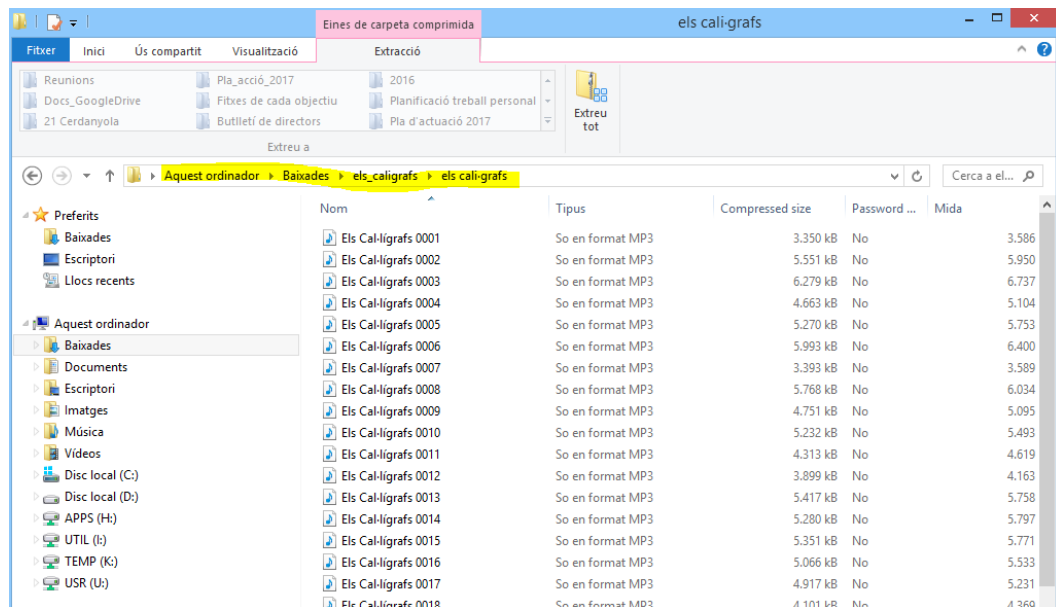 Eines de carpeta comprimida
els cali-grafs
Fitxer Inici Ús compartit Visualització Extracció
Reunions Pla_acció_2017 2016
Docs_GoogleDrive Fitxes de cada objectiu Planificació treball personal
21 Cerdanyola Butlletí de directors Pla d'actuació 2017
Extreu a
Extreu
tot
Aquest ordinador Baixades els_caligrafs els cali-grafs
Cerca a el...
Preferits
Baixades
Escriptori
Llocs recents
Aquest ordinador
Baixades
Documents
Escriptori
Imatges
Música
Vídeos
Disc local (C:)
Disc local (D:)
APPS (H:)
UTIL (I:)
TEMP (K:)
USR (U:)
Nom Tipus Compressed size Password ... Mida
Els Cal·lígrafs 0001 So en format MP3 3.350 kB No 3.586
Els Cal·lígrafs 0002 So en format MP3 5.551 kB No 5.950
Els Cal·lígrafs 0003 So en format MP3 6.279 kB No 6.737
Els Cal·lígrafs 0004 So en format MP3 4.663 kB No 5.104
Els Cal·lígrafs 0005 So en format MP3 5.270 kB No 5.753
Els Cal·lígrafs 0006 So en format MP3 5.993 kB No 6.400
Els Cal·lígrafs 0007 So en format MP3 3.393 kB No 3.589
Els Cal·lígrafs 0008 So en format MP3 5.768 kB No 6.034
Els Cal·lígrafs 0009 So en format MP3 4.751 kB No 5.095
Els Cal·lígrafs 0010 So en format MP3 5.232 kB No 5.493
Els Cal·lígrafs 0011 So en format MP3 4.313 kB No 4.619
Els Cal·lígrafs 0012 So en format MP3 3.899 kB No 4.163
Els Cal·lígrafs 0013 So en format MP3 5.417 kB No 5.758
Els Cal·lígrafs 0014 So en format MP3 5.280 kB No 5.797
Els Cal·lígrafs 0015 So en format MP3 5.351 kB No 5.771
Els Cal·lígrafs 0016 So en format MP3 5.066 kB No 5.533
Els Cal·lígrafs 0017 So en format MP3 4.917 kB No 5.231
Els Cal·lígrafs 0018 So en format MP3 4.101 kB No 4.369